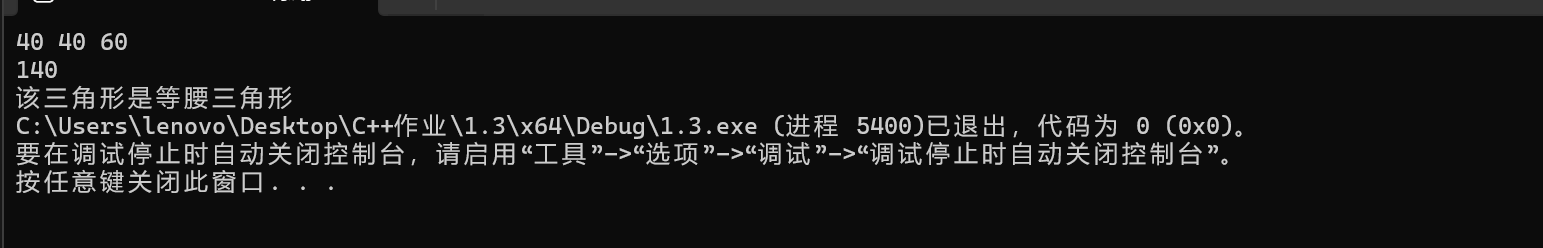 40 40 60
140
该三角形是等腰三角形
C:\Users\lenovo\Desktop\C++作业\1.3\x64\Debug\1.3.exe (进程 5400)已退出，代码为 0 (0x0)。
要在调试停止时自动关闭控制台，请启用“工具”->“选项”->“调试”->“调试停止时自动关闭控制台”。
按任意键关闭此窗口. . .